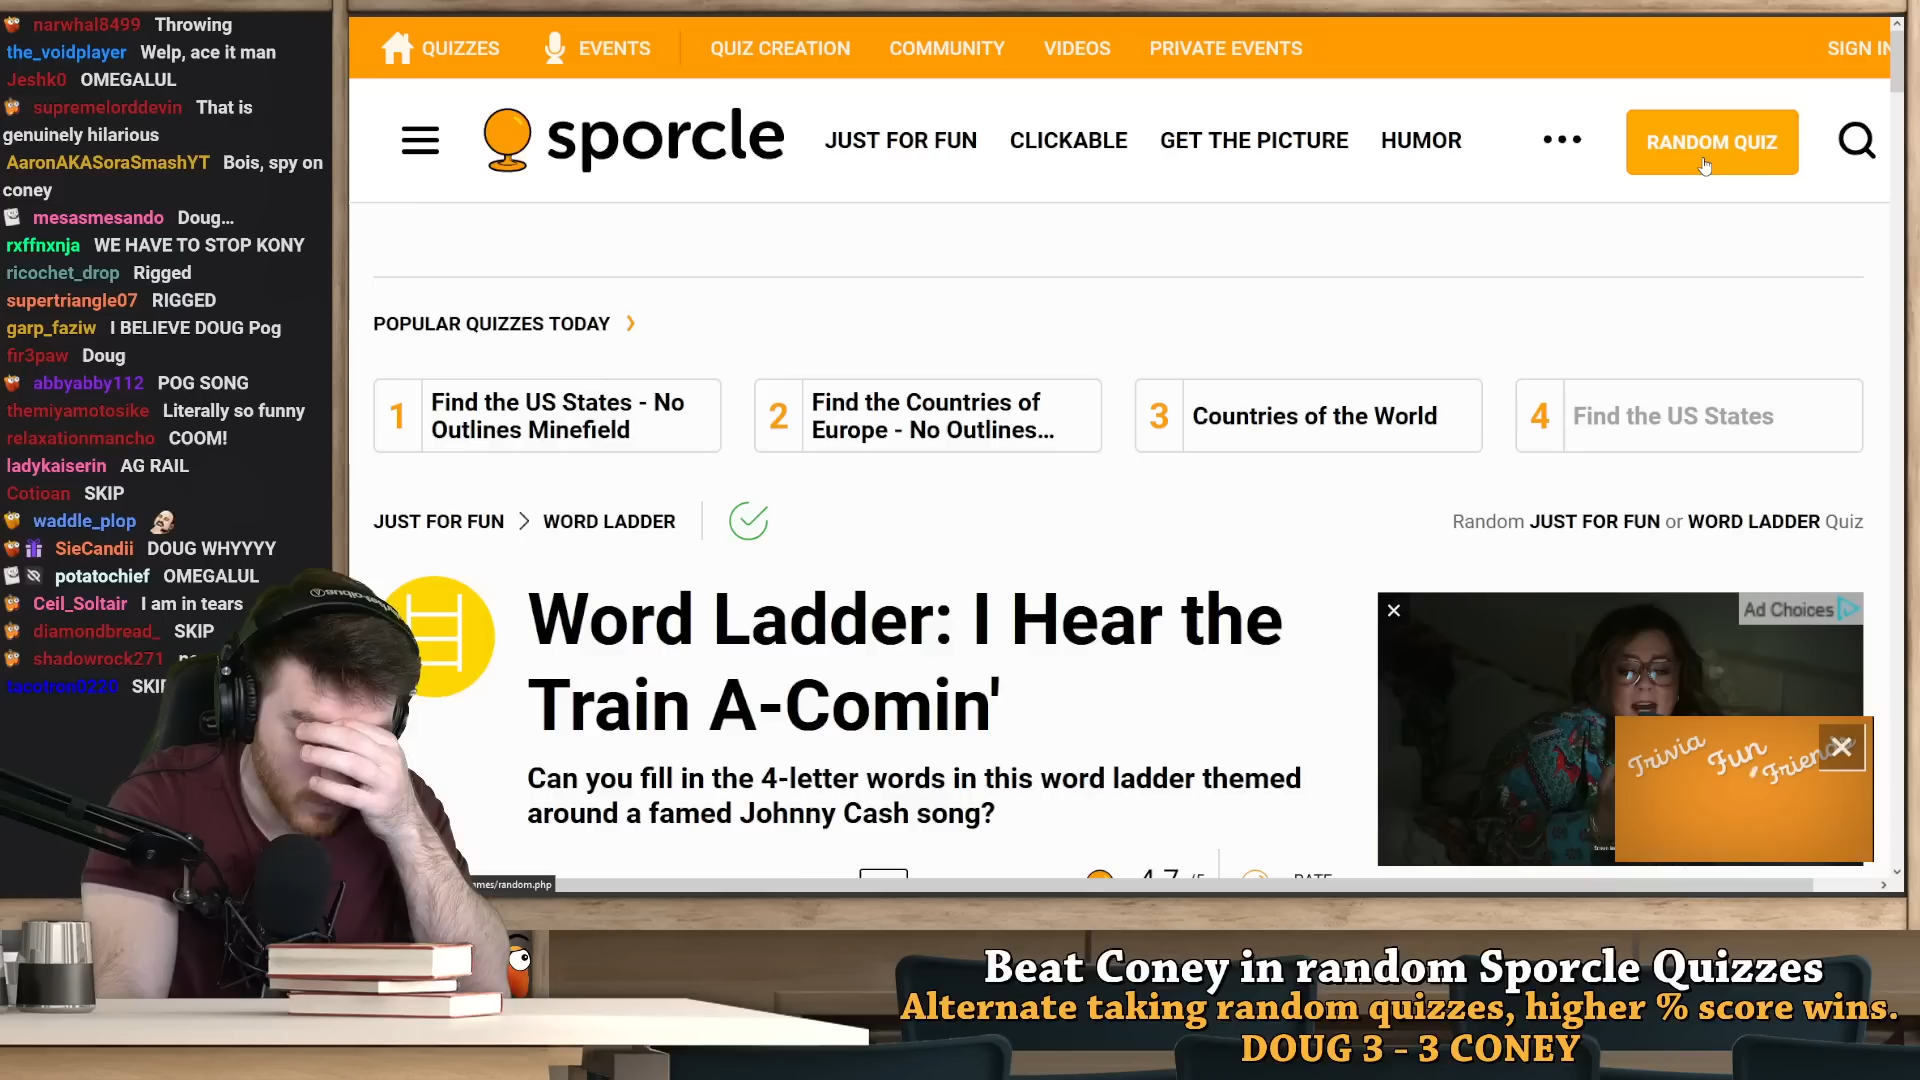 narwhal8499 Throwing
the_voidplayer Welp, ace it man
Jeshk0 OMEGALUL
supremelorddevin That is
genuinely hilarious
AaronAKASoraSmashYT Bois, spy on
coney
mesasmesando Doug...
rxffnxnja WE HAVE TO STOP KONY
ricochet_drop Rigged
supertriangle07 RIGGED
garp_faziw I BELIEVE DOUG Pog
fir3paw Doug
abbyabby112 POG SONG
themiyamotosike Literally so funny
relaxationmancho COOM!
ladykaiserin AG RAIL
Cotioan SKIP
waddle_plop
SieCandii DOUG WHYYYY
potatochief OMEGALUL
Ceil_Soltair I am in tears
diamondbread_ SKIP
shadowrock271
tacotron0220 SKIP
QUIZZES EVENTS QUIZ CREATION COMMUNITY VIDEOS PRIVATE EVENTS SIGN IN
sporcle JUST FOR FUN CLICKABLE GET THE PICTURE HUMOR ••• RANDOM QUIZ
POPULAR QUIZZES TODAY
1 Find the US States - No
Outlines Minefield
2 Find the Countries of
Europe - No Outlines...
3 Countries of the World
4 Find the US States
JUST FOR FUN > WORD LADDER
Random JUST FOR FUN or WORD LADDER Quiz
Word Ladder: I Hear the
Train A-Comin'
Can you fill in the 4-letter words in this word ladder themed
around a famed Johnny Cash song?
Ad Choices
Trivia Fun Friends
4.7 /5 RATE
ames/random.php
Beat Coney in random Sporcle Quizzes
Alternate taking random quizzes, higher % score wins.
DOUG 3 - 3 CONEY